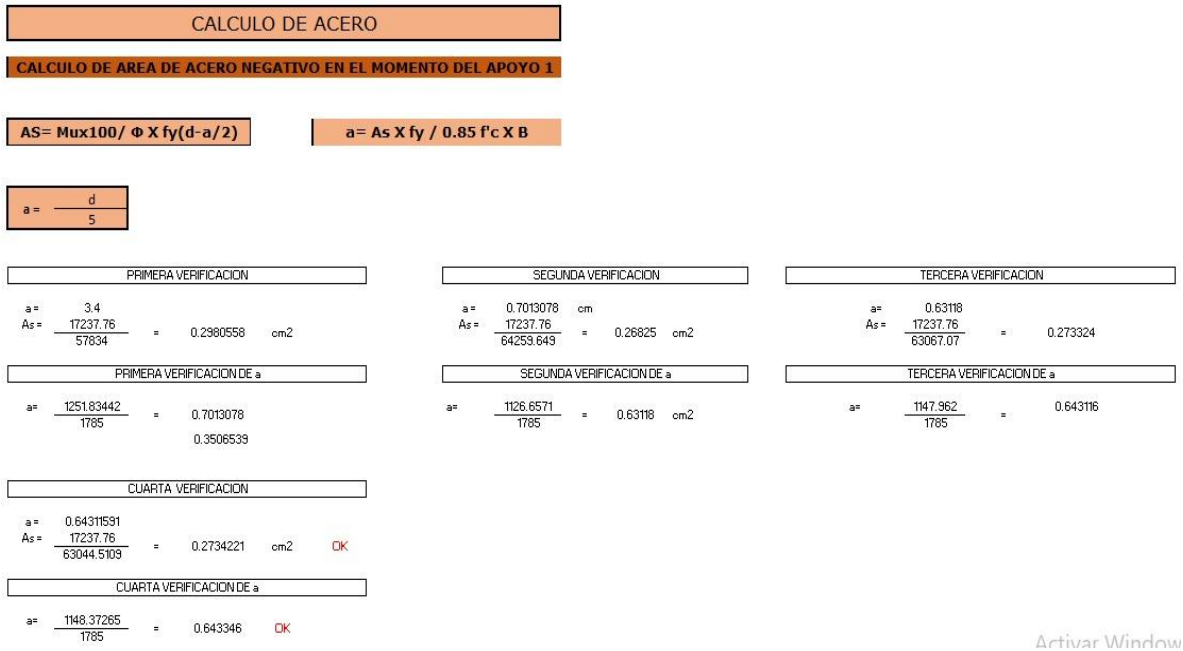 CALCULO DE ACERO
CALCULO DE AREA DE ACERO NEGATIVO EN EL MOMENTO DEL APOYO 1
AS= Mux100/ Φ X fy(d-a/2)
a= As X fy / 0.85 f'c X B
a = d
5
PRIMERA VERIFICACION
a = 3.4
As = 17237.76 = 0.2980558 cm2
57834
PRIMERA VERIFICACION DE a
a= 1251.83442 = 0.7013078
1785
0.3506539
SEGUNDA VERIFICACION
a = 0.7013078 cm
As = 17237.76 = 0.26825 cm2
64259.649
SEGUNDA VERIFICACION DE a
a= 1126.6571 = 0.63118 cm2
1785
TERCERA VERIFICACION
a= 0.63118
As = 17237.76 = 0.273324
63067.07
TERCERA VERIFICACION DE a
a= 1147.962 = 0.643116
1785
CUARTA VERIFICACION
a = 0.64311591
As = 17237.76 = 0.2734221 cm2 OK
63044.5109
CUARTA VERIFICACION DE a
a= 1148.37265 = 0.643346 OK
1785
Activar Window